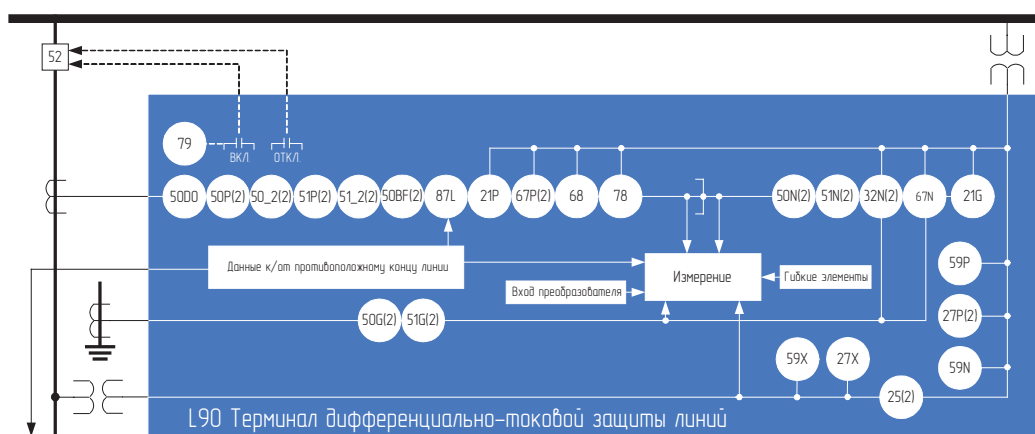 52
79
ВКЛ.
ОТКЛ.
50DD
50P(2)
50_2(2)
51P(2)
51_2(2)
50BF(2)
87L
21P
67P(2)
68
78
50N(2)
51N(2)
32N(2)
67N
21G
Данные к/от противоположному концу линии
Измерение
Гибкие элементы
Вход преобразователя
59P
50G(2)
51G(2)
27P(2)
59X
27X
59N
25(2)
L90 Терминал дифференциально-токовой защиты линий